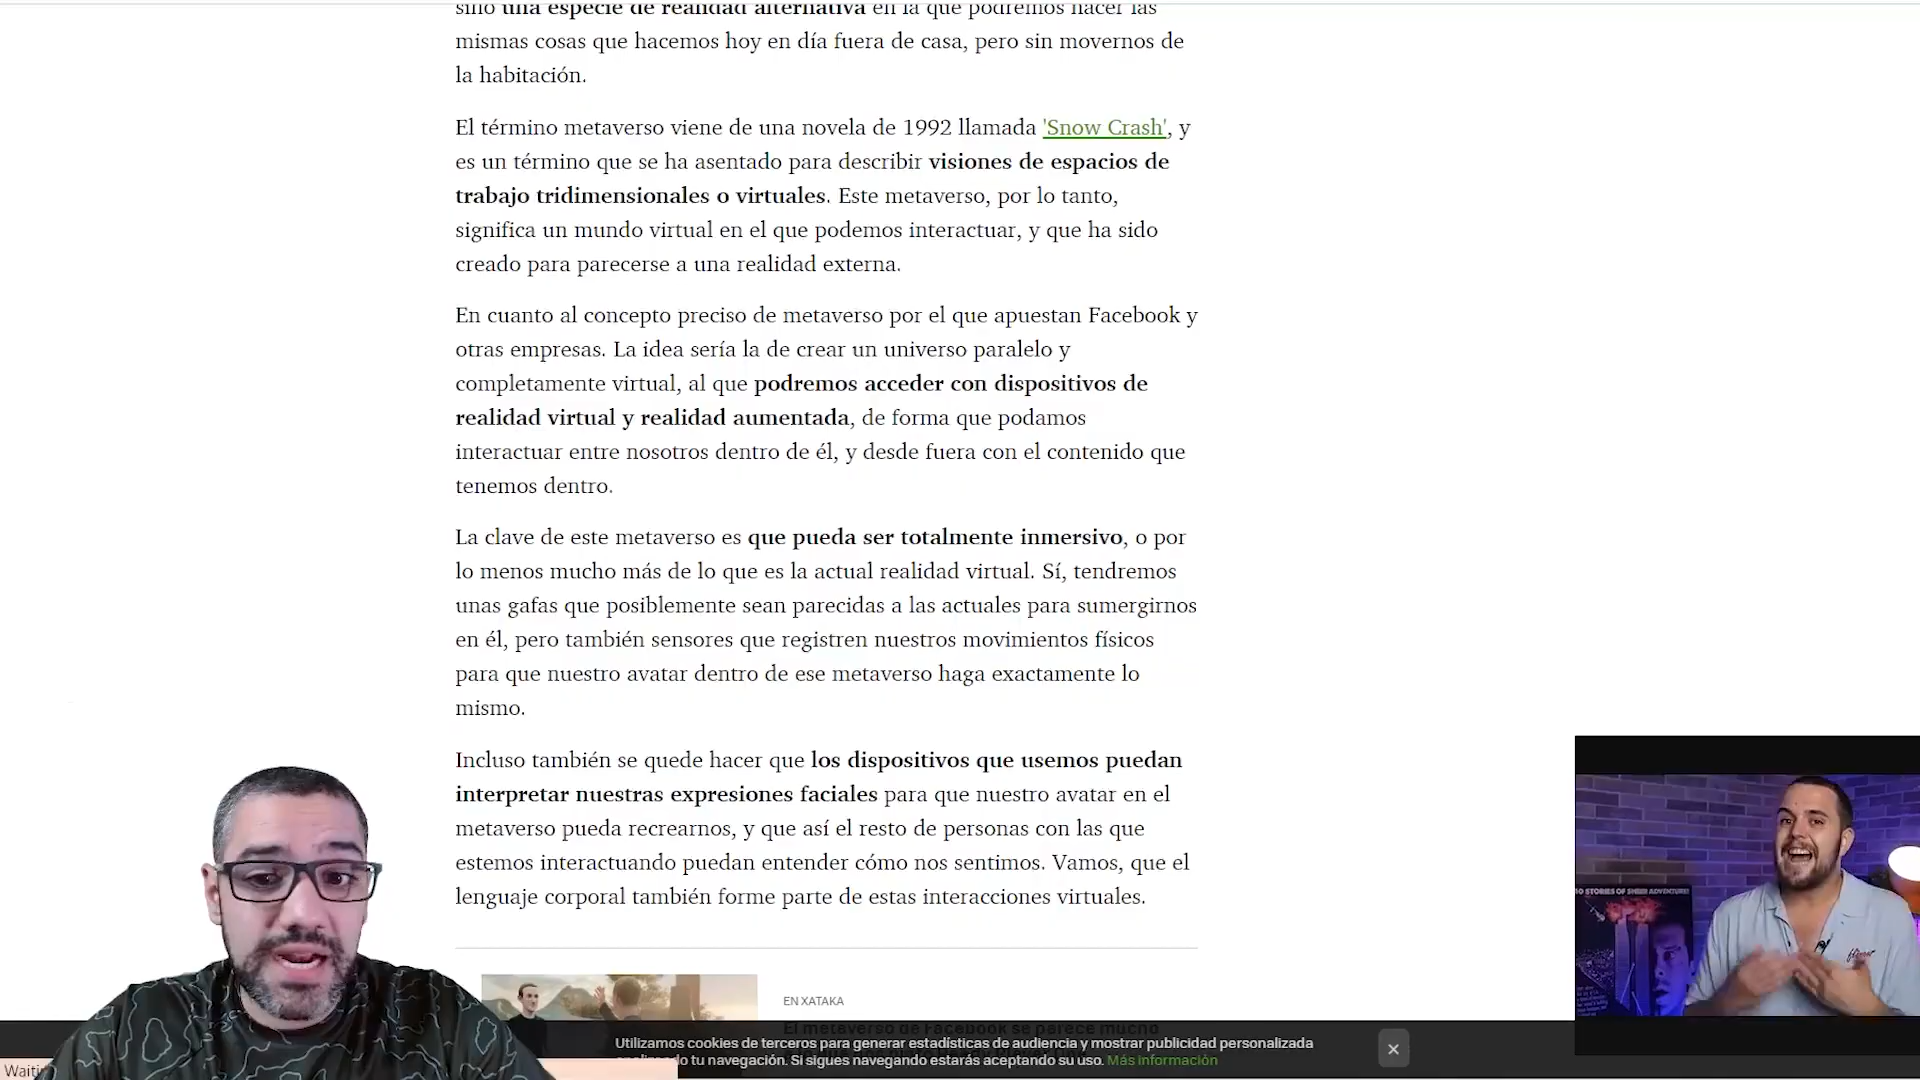 sino una especie de realidad alternativa en la que podremos hacer las
mismas cosas que hacemos hoy en día fuera de casa, pero sin movernos de
la habitación.
El término metaverso viene de una novela de 1992 llamada 'Snow Crash', y
es un término que se ha asentado para describir visiones de espacios de
trabajo tridimensionales o virtuales. Este metaverso, por lo tanto,
significa un mundo virtual en el que podemos interactuar, y que ha sido
creado para parecerse a una realidad externa.
En cuanto al concepto preciso de metaverso por el que apuestan Facebook y
otras empresas. La idea sería la de crear un universo paralelo y
completamente virtual, al que podremos acceder con dispositivos de
realidad virtual y realidad aumentada, de forma que podamos
interactuar entre nosotros dentro de él, y desde fuera con el contenido que
tenemos dentro.
La clave de este metaverso es que pueda ser totalmente inmersivo, o por
lo menos mucho más de lo que es la actual realidad virtual. Sí, tendremos
unas gafas que posiblemente sean parecidas a las actuales para sumergirnos
en él, pero también sensores que registren nuestros movimientos físicos
para que nuestro avatar dentro de ese metaverso haga exactamente lo
mismo.
Incluso también se quede hacer que los dispositivos que usemos puedan
interpretar nuestras expresiones faciales para que nuestro avatar en el
metaverso pueda recrearnos, y que así el resto de personas con las que
estemos interactuando puedan entender cómo nos sentimos. Vamos, que el
lenguaje corporal también forme parte de estas interacciones virtuales.
EN XATAKA
El metaverso de Facebook se parece mucho
Utilizamos cookies de terceros para generar estadísticas de audiencia y mostrar publicidad personalizada
do tu navegación. Si sigues navegando estarás aceptando su uso. Más información
Waiti
10 STORIES OF SHEER ADVENTURE!